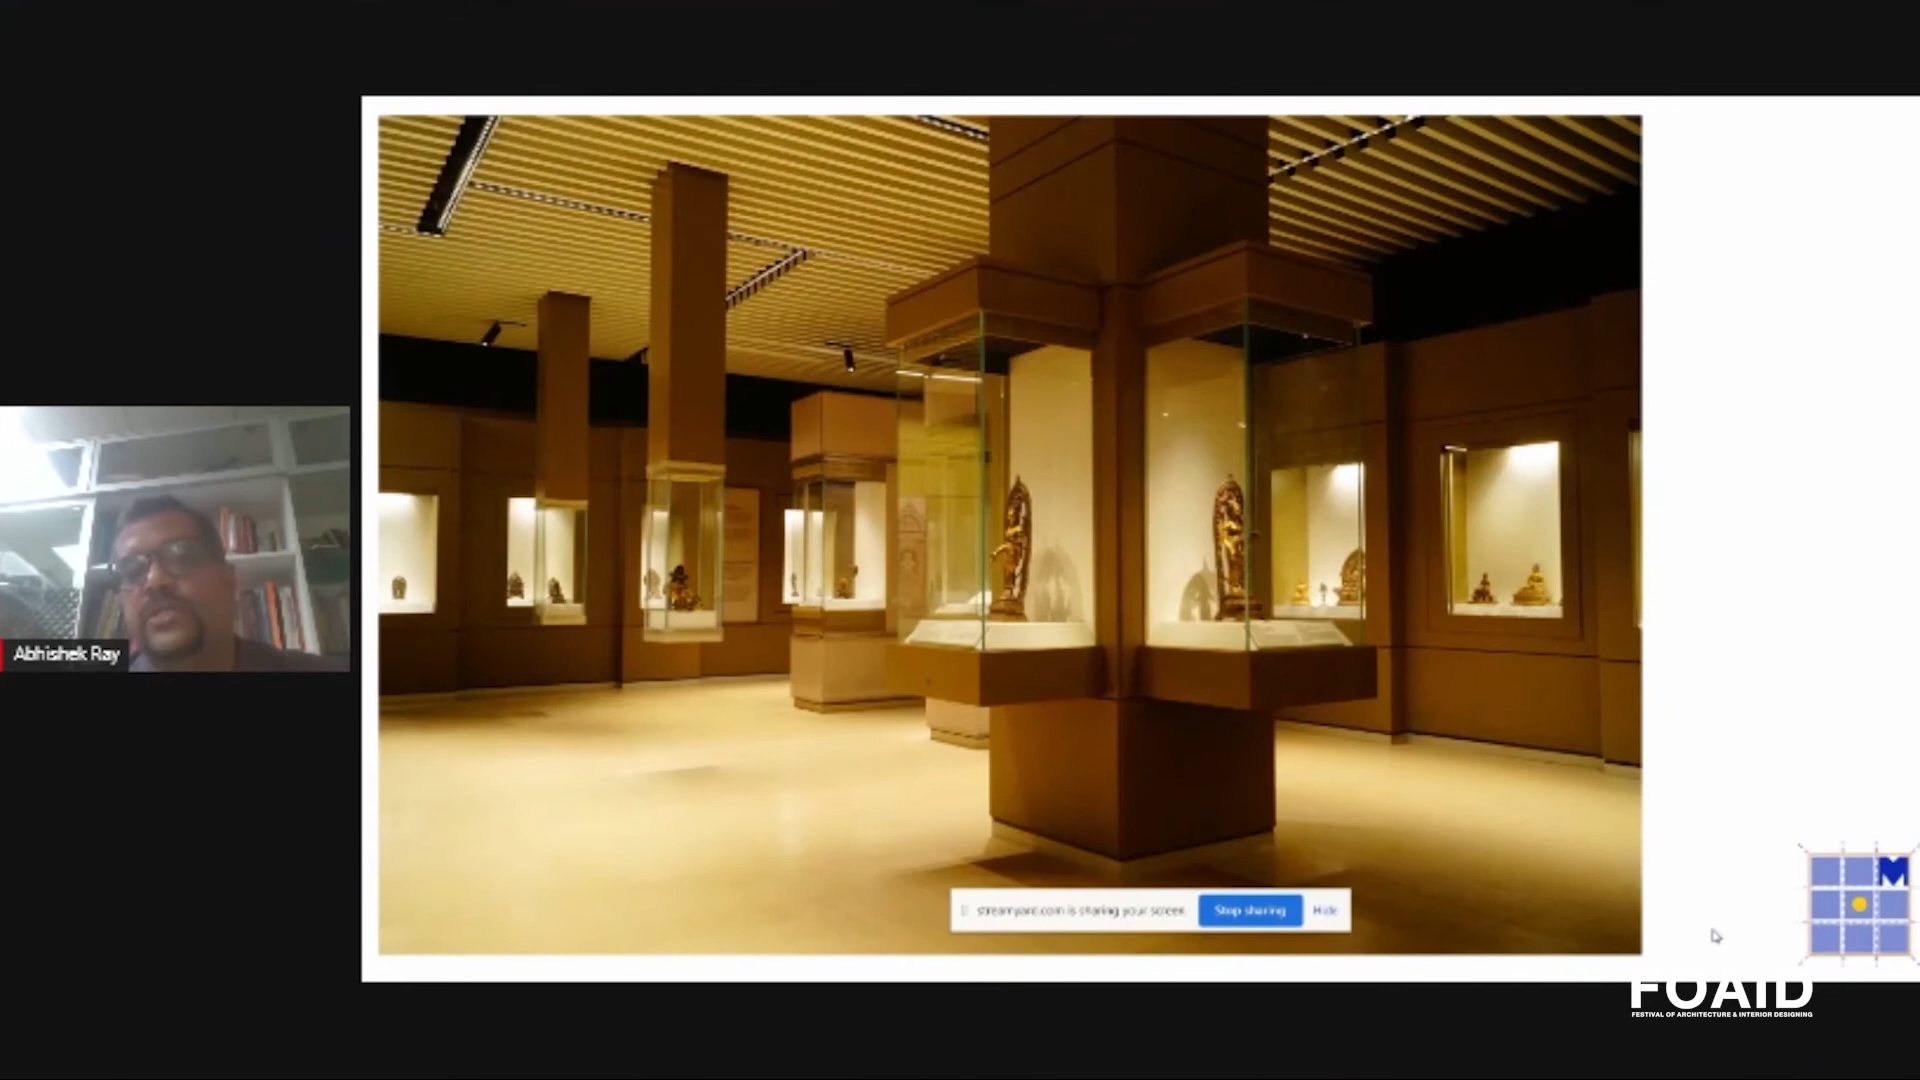 Abhishek Ray
streamyard.com is sharing your screen.
Stop sharing
Hide
M
FOAID
FESTIVAL OF ARCHITECTURE & INTERIOR DESIGNING